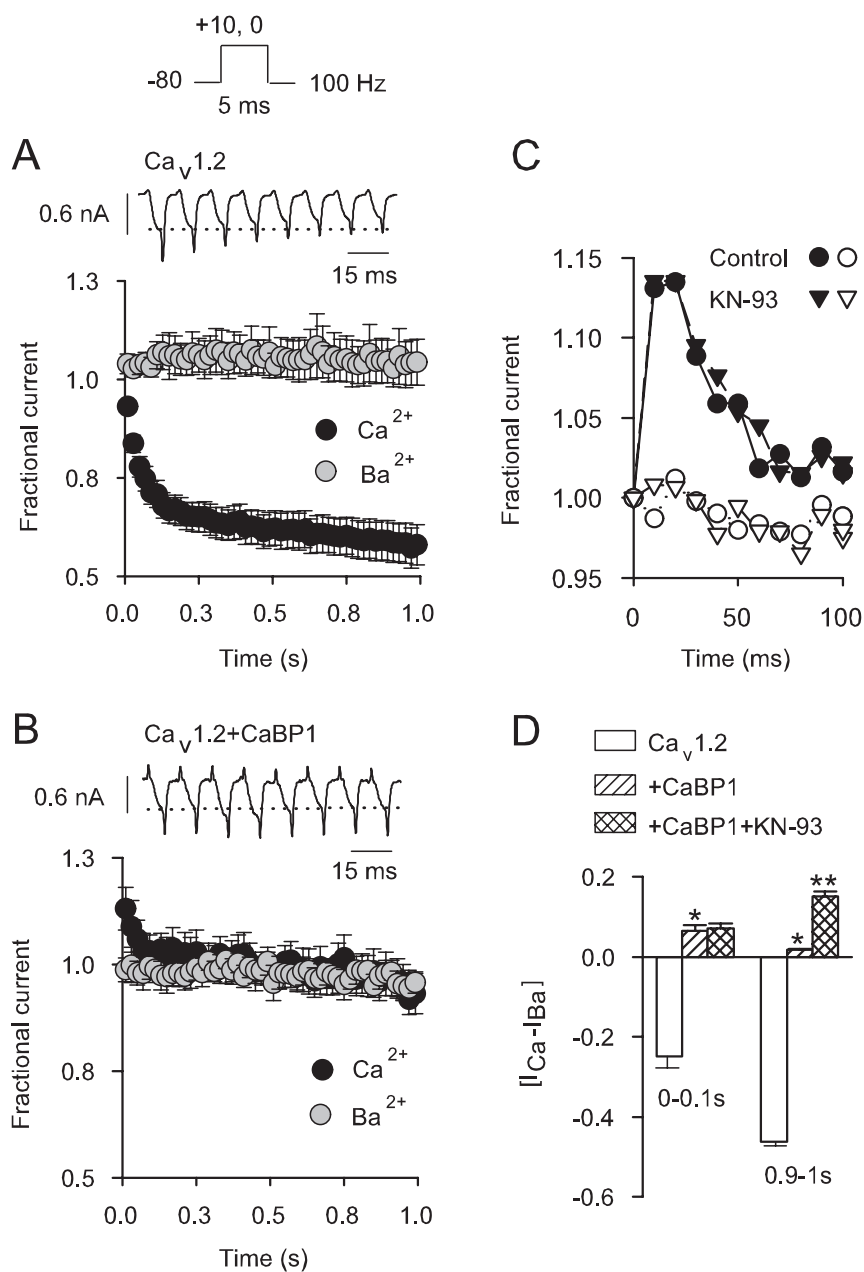 +10, 0
-80
100 Hz
5 ms
A
Cav1.2
0.6 nA
15 ms
1.3
1.0
0.8
0.5
Fractional current
Ca2+
Ba2+
0.0 0.3 0.5 0.8 1.0
Time (s)
B
Cav1.2+CaBP1
0.6 nA
15 ms
1.3
1.0
0.8
0.5
Fractional current
Ca2+
Ba2+
0.0 0.3 0.5 0.8 1.0
Time (s)
C
Control
KN-93
1.15
1.10
1.05
1.00
0.95
Fractional current
0 50 100
Time (ms)
D
Cav1.2
+CaBP1
+CaBP1+KN-93
0.2
0.0
-0.2
-0.4
-0.6
[ICa-IBa]
*
*
**
0-0.1s
0.9-1s